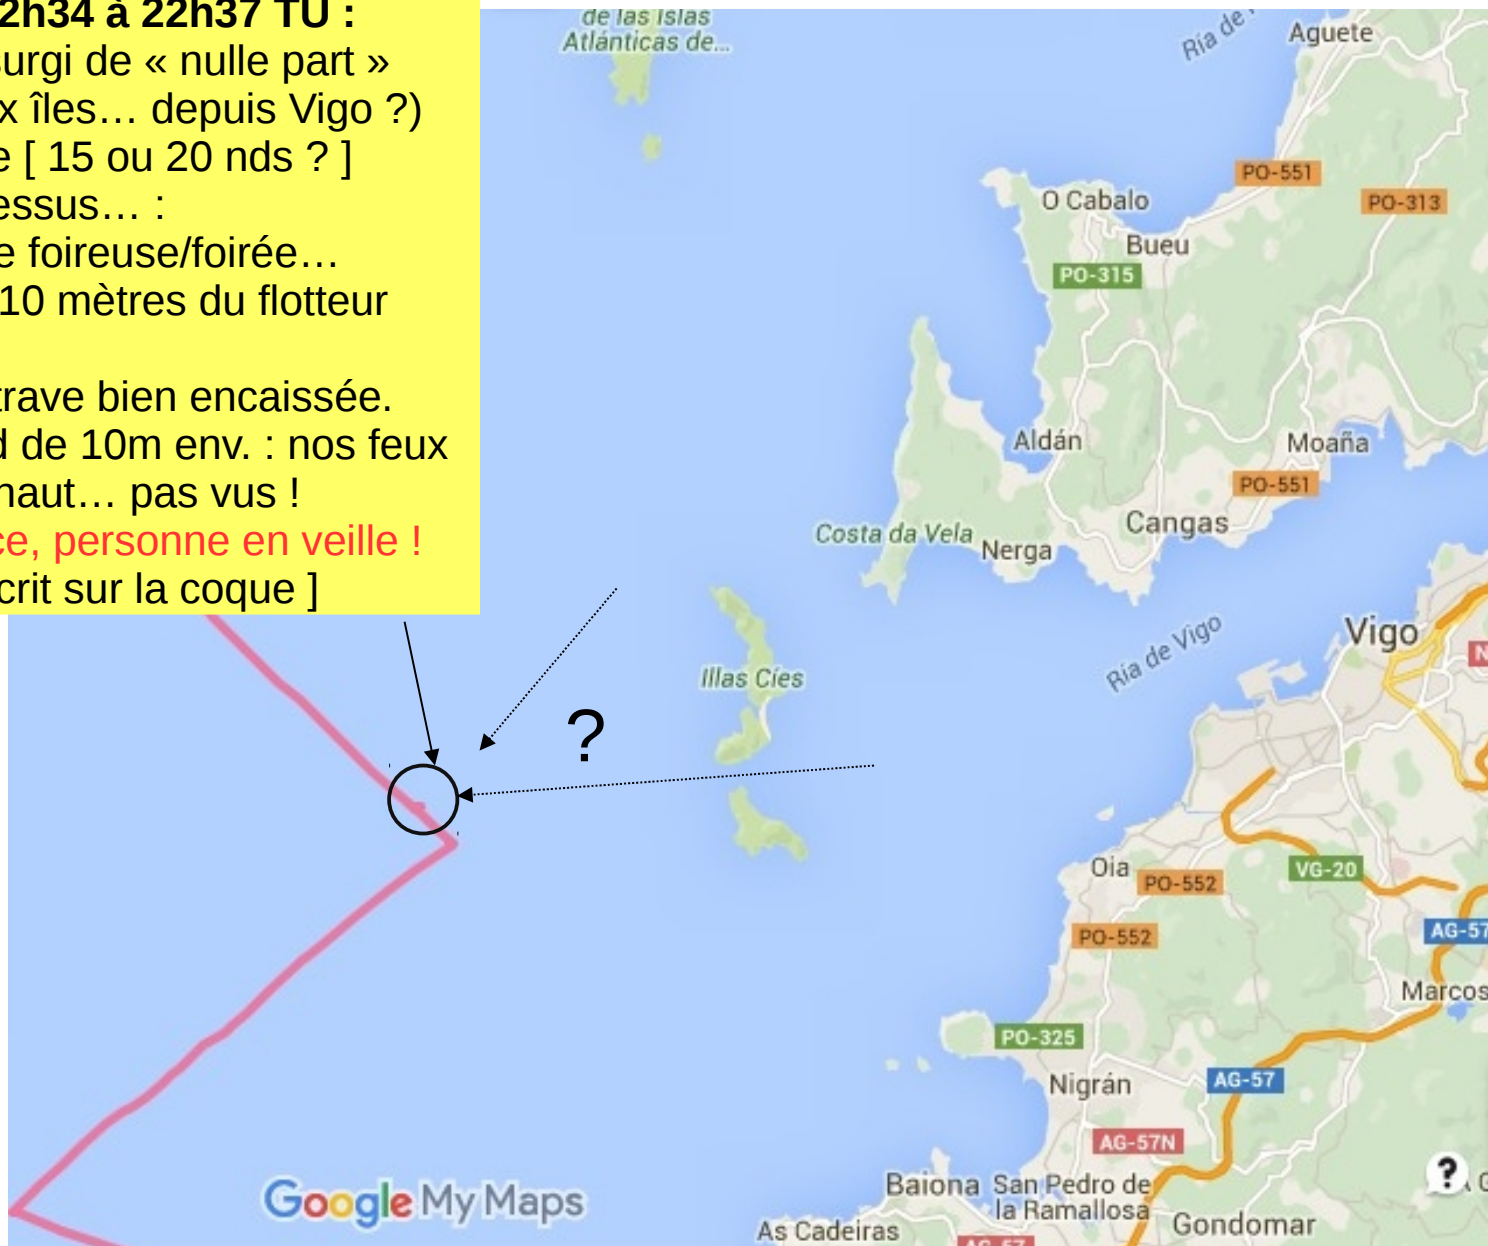 2h34 à 22h37 TU :
urgi de « nulle part »
x îles… depuis Vigo ?)
e [ 15 ou 20 nds ? ]
essus… :
e foireuse/foirée…
10 mètres du flotteur
trave bien encaissée.
d de 10m env. : nos feux
haut… pas vus !
ce, personne en veille !
crit sur la coque ]
de las Islas
Atlánticas de...
Ría de
Aguete
PO-551
PO-313
O Cabalo
Bueu
PO-315
Aldán
Moaña
PO-551
Costa da Vela
Nerga
Cangas
Ría de Vigo
Vigo
N
Illas Cíes
?
Oia
PO-552
VG-20
PO-552
AG-57
Marcos
PO-325
Nigrán
AG-57
AG-57N
?
Baiona
San Pedro de
la Ramallosa
Gondomar
As Cadeiras
AG-57
Google My Maps